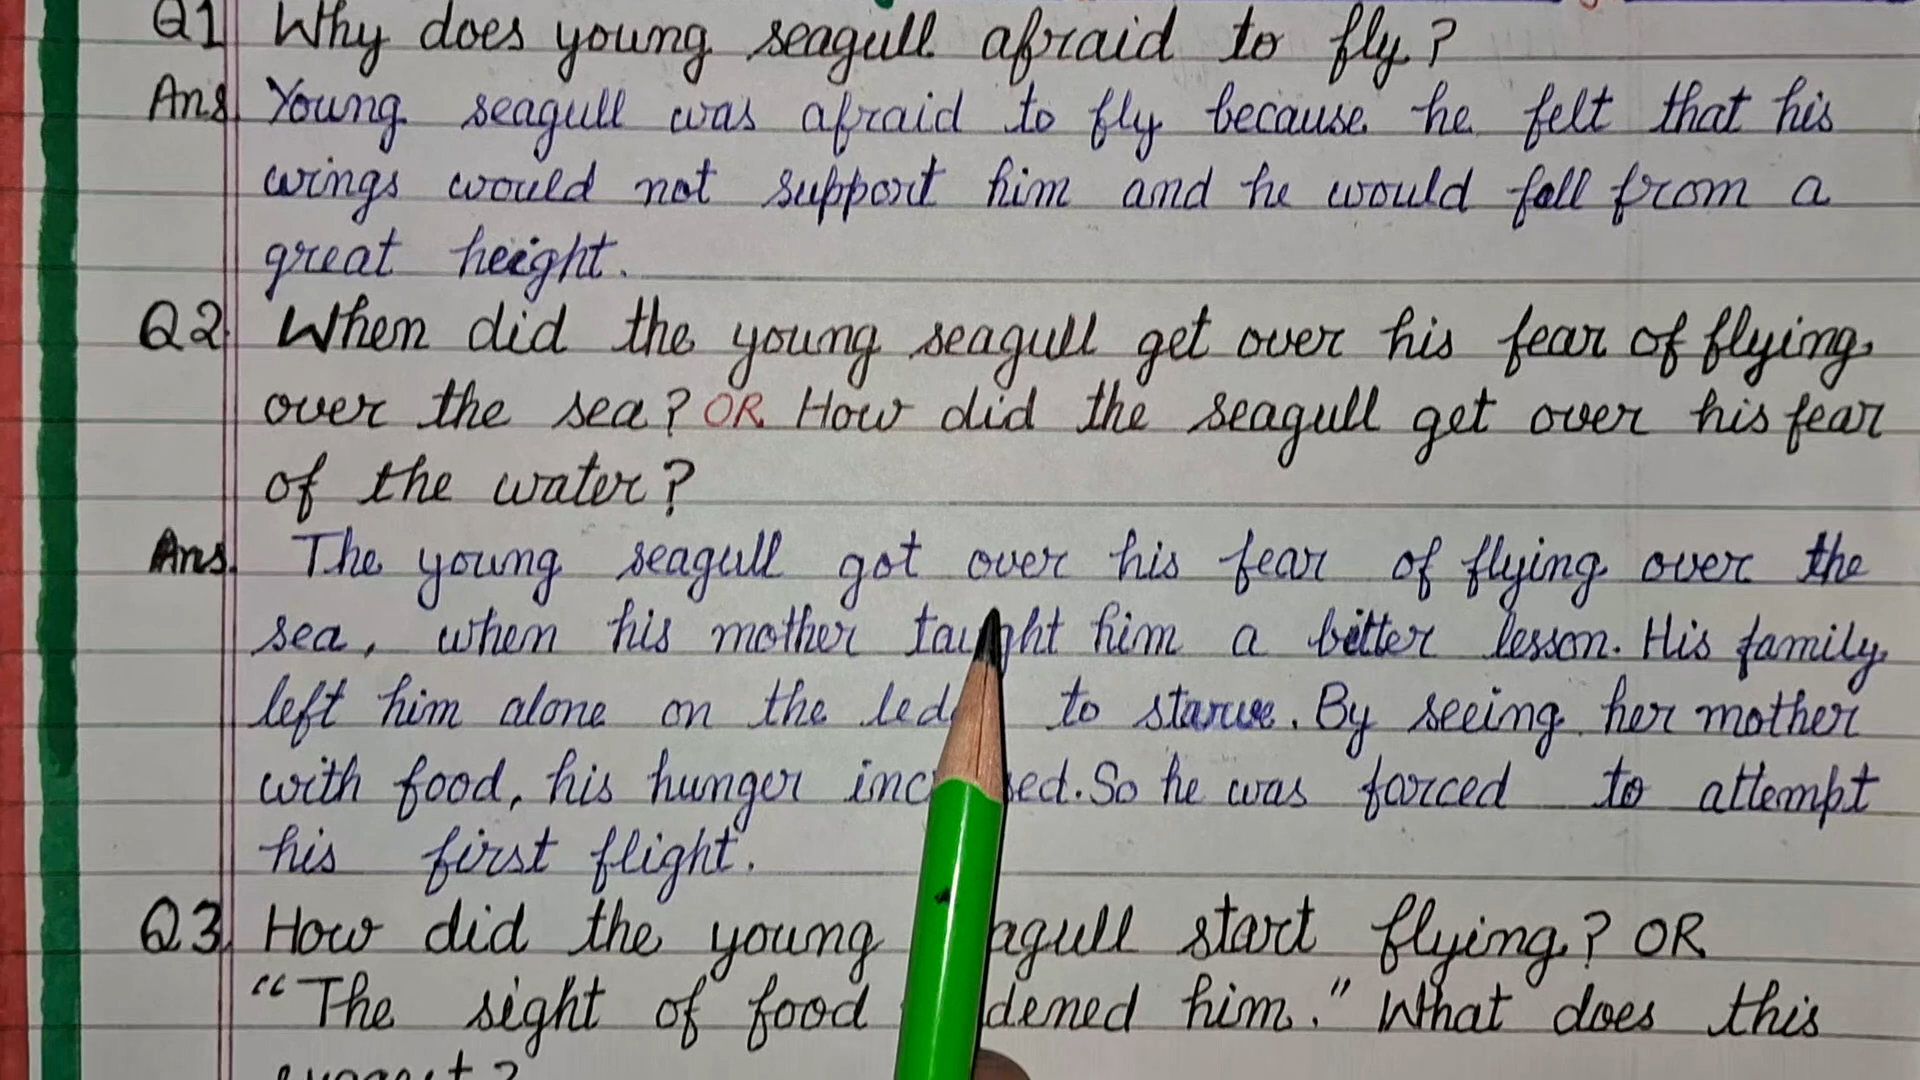 Q1 Why does young seagull afraid to fly?
Ans Young seagull was afraid to fly because he felt that his
wings would not support him and he would fall from a
great height.
Q2 When did the young seagull get over his fear of flying
over the sea? OR How did the seagull get over his fear
of the water?
Ans. The young seagull got over his fear of flying over the
sea, when his mother taught him a bitter lesson. His family
left him alone on the led to starve. By seeing her mother
with food, his hunger inc sed. So he was forced to attempt
his first flight.
Q3 How did the young agull start flying? OR
"The sight of food dened him." What does this
suggest?